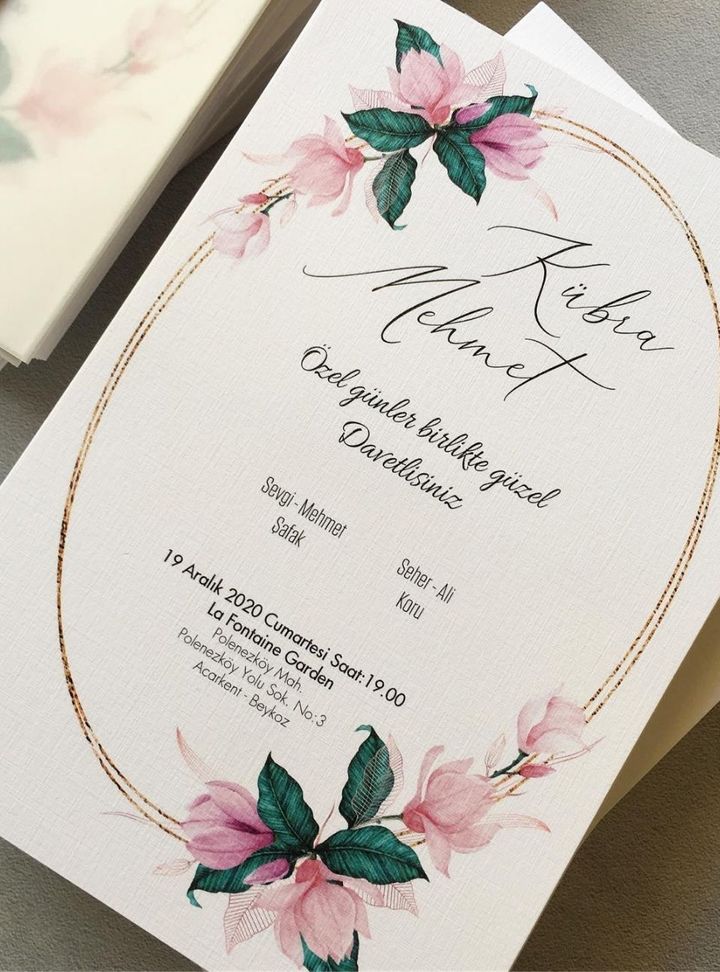 Kübra
Mehmet
Özel günler birlikte güzel
Davetlisiniz
Sevgi - Mehmet
Şafak
Seher - Ali
Koru
19 Aralık 2020 Cumartesi Saat:19.00
La Fontaine Garden
Polenezköy Mah.
Polenezköy Yolu Sok. No:3
Acarkent - Beykoz